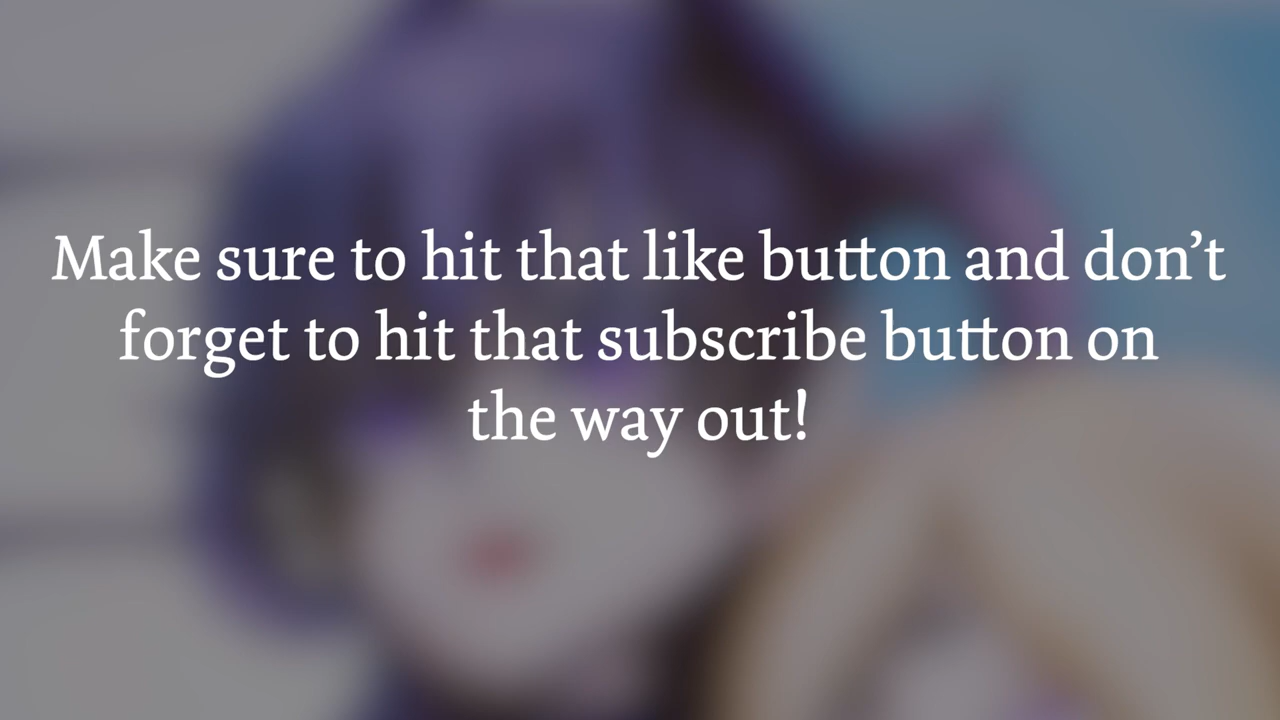 Make sure to hit that like button and don’t
forget to hit that subscribe button on
the way out!